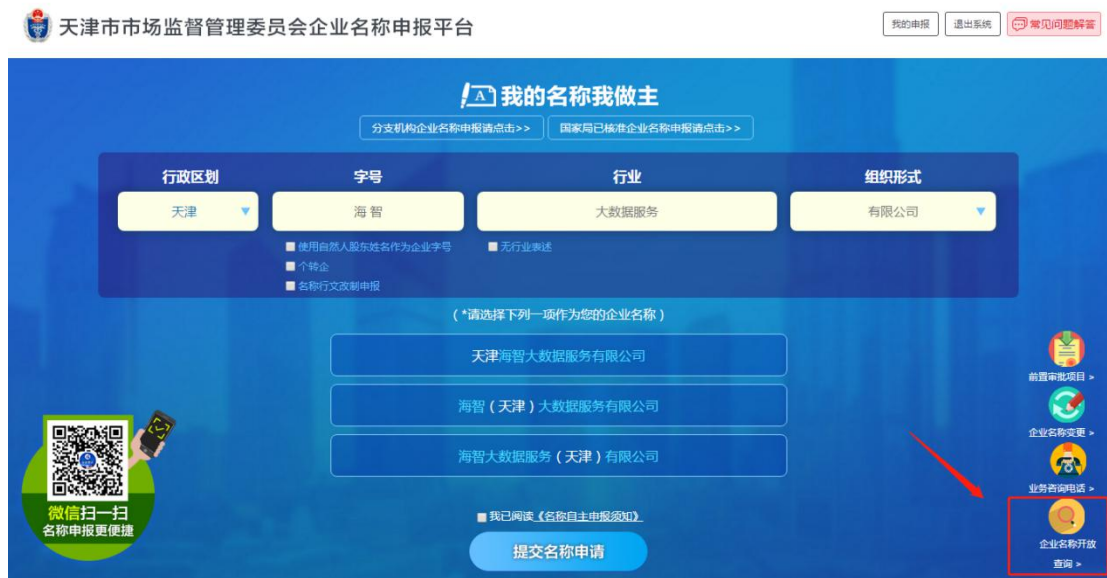 天津市市场监督管理委员会企业名称申报平台
我的申报
退出系统
常见问题解答
A
我的名称我做主
分支机构企业名称申报请点击>>
国家局已核准企业名称申报请点击>>
行政区划
字号
行业
组织形式
天津
海 智
大数据服务
有限公司
使用自然人股东姓名作为企业字号
无行业表述
个转企
名称行文改制申报
(*请选择下列一项作为您的企业名称)
天津海智大数据服务有限公司
海智(天津)大数据服务有限公司
海智大数据服务(天津)有限公司
我已阅读《名称自主申报须知》
提交名称申请
微信扫一扫
名称申报更便捷
前置审批项目 >
企业名称变更 >
业务咨询电话 >
企业名称开放
查询 >